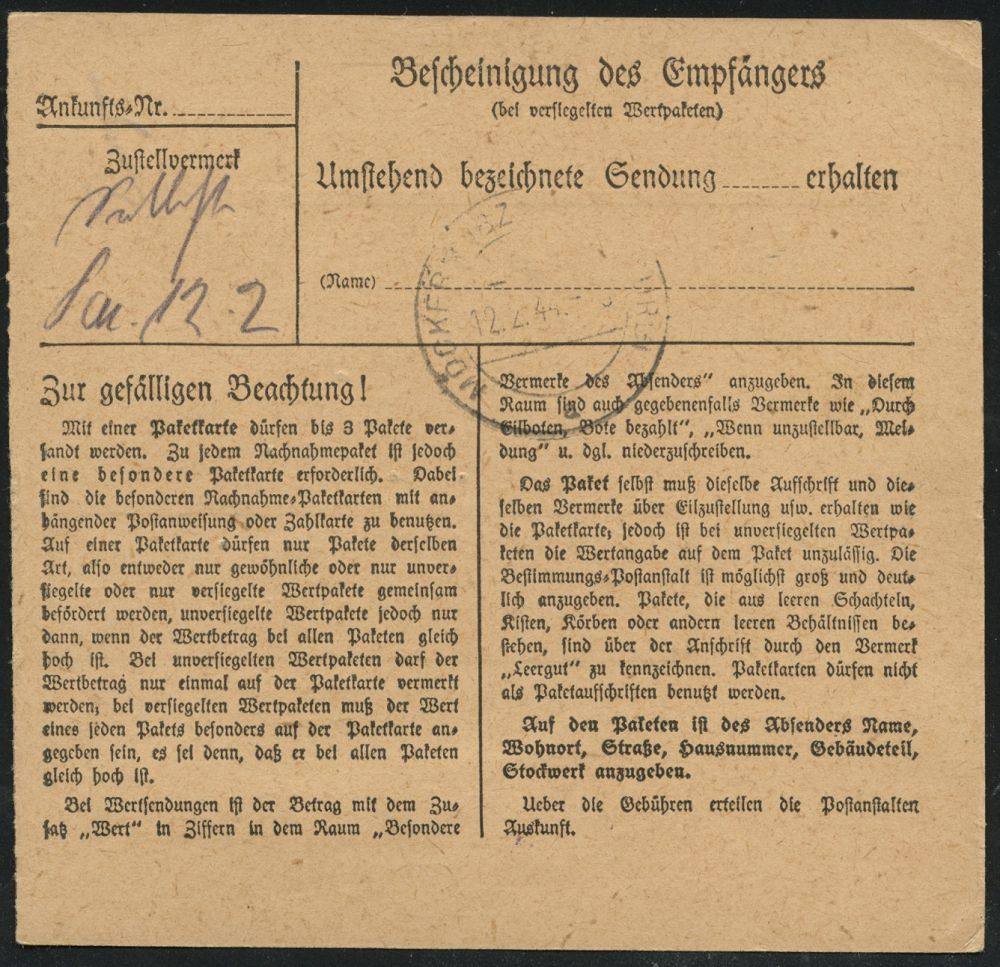 Ankunfts-Nr.
Zustellvermerk
12.2
Bescheinigung des Empfängers
(bei versiegelten Wertpaketen)
Umstehend bezeichnete Sendung erhalten
(Name)
12.2.44
Zur gefälligen Beachtung!
Mit einer Paketkarte dürfen bis 3 Pakete ver-
sandt werden. Zu jedem Nachnahmepaket ist jedoch
eine besondere Paketkarte erforderlich. Dabei
sind die besonderen Nachnahme-Paketkarten mit an-
hängender Postanweisung oder Zahlkarte zu benutzen.
Auf einer Paketkarte dürfen nur Pakete derselben
Art, also entweder nur gewöhnliche oder nur unver-
siegelte oder nur versiegelte Wertpakete gemeinsam
befördert werden, unversiegelte Wertpakete jedoch nur
dann, wenn der Wertbetrag bei allen Paketen gleich
hoch ist. Bei unversiegelten Wertpaketen darf der
Wertbetrag nur einmal auf der Paketkarte vermerkt
werden; bei versiegelten Wertpaketen muß der Wert
eines jeden Pakets besonders auf der Paketkarte an-
gegeben sein, es sei denn, daß er bei allen Paketen
gleich hoch ist.
Bei Wertsendungen ist der Betrag mit dem Zu-
satz „Wert" in Ziffern in dem Raum „Besondere
Vermerke des Absenders" anzugeben. In diesem
Raum sind auch gegebenenfalls Vermerke wie „Durch
Eilboten, Bote bezahlt", „Wenn unzustellbar, Mel-
dung" u. dgl. niederzuschreiben.
Das Paket selbst muß dieselbe Aufschrift und die-
selben Vermerke über Eilzustellung usw. erhalten wie
die Paketkarte; jedoch ist bei unversiegelten Wertpa-
keten die Wertangabe auf dem Paket unzulässig. Die
Bestimmungs-Postanstalt ist möglichst groß und deut-
lich anzugeben. Pakete, die aus leeren Schachteln,
Kisten, Körben oder andern leeren Behältnissen be-
stehen, sind über der Anschrift durch den Vermerk
„Leergut" zu kennzeichnen. Paketkarten dürfen nicht
als Paketaufschriften benutzt werden.
Auf den Paketen ist des Absenders Name,
Wohnort, Straße, Hausnummer, Gebäudeteil,
Stockwerk anzugeben.
Ueber die Gebühren erteilen die Postanstalten
Auskunft.